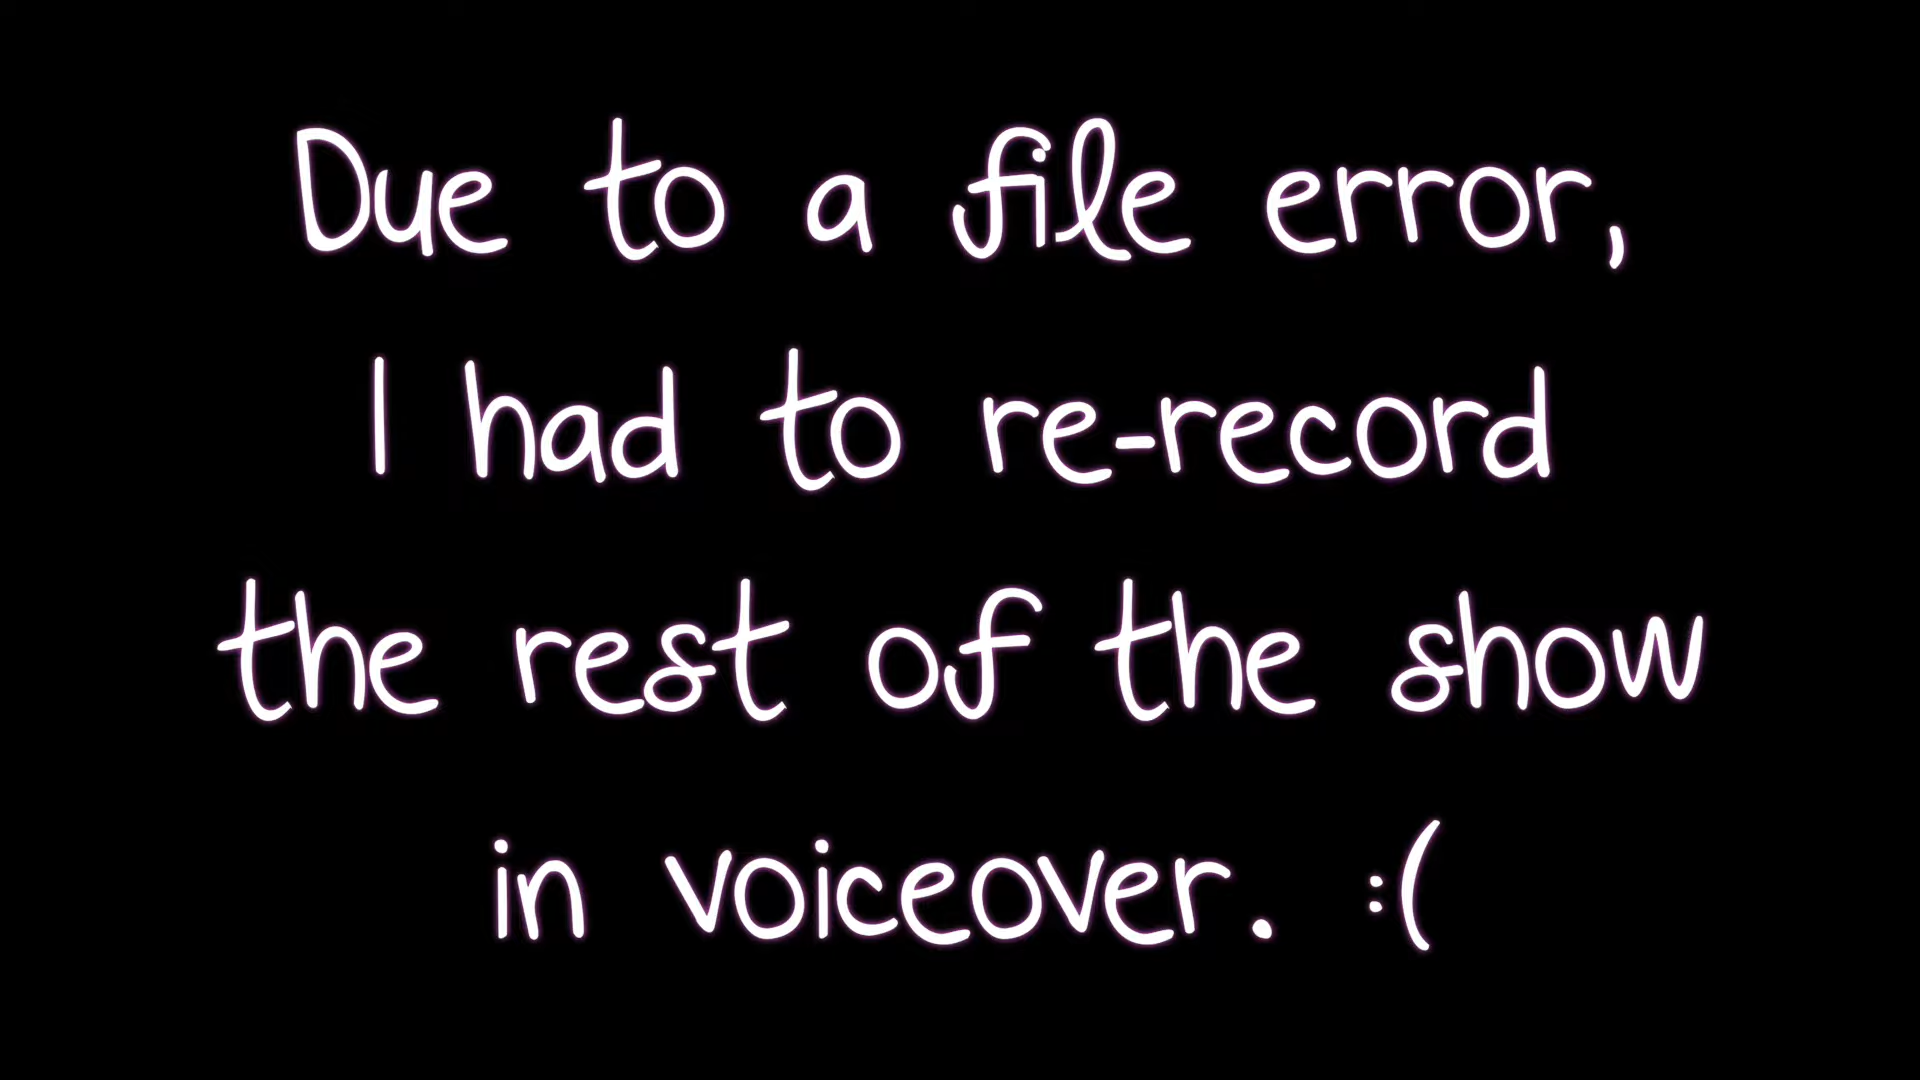 Due to a file error,
I had to re-record
the rest of the show
in voiceover. :(